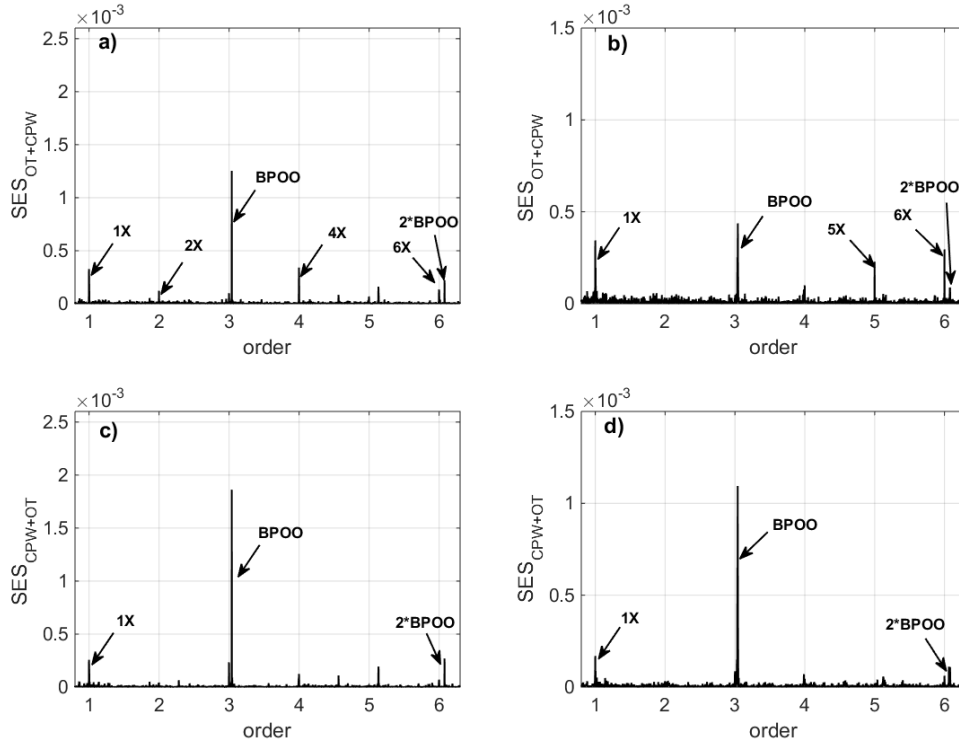 ×10⁻³
a)
2.5
2
1.5
1
0.5
0
SES_OT+CPW
BPOO
1X
2X
4X
2*BPOO
6X
1 2 3 4 5 6
order
×10⁻³
b)
1.5
1
0.5
0
SES_OT+CPW
1X
BPOO
5X
2*BPOO
6X
1 2 3 4 5 6
order
×10⁻³
c)
2.5
2
1.5
1
0.5
0
SES_CPW+OT
BPOO
1X
2*BPOO
1 2 3 4 5 6
order
×10⁻³
d)
1.5
1
0.5
0
SES_CPW+OT
BPOO
1X
2*BPOO
1 2 3 4 5 6
order